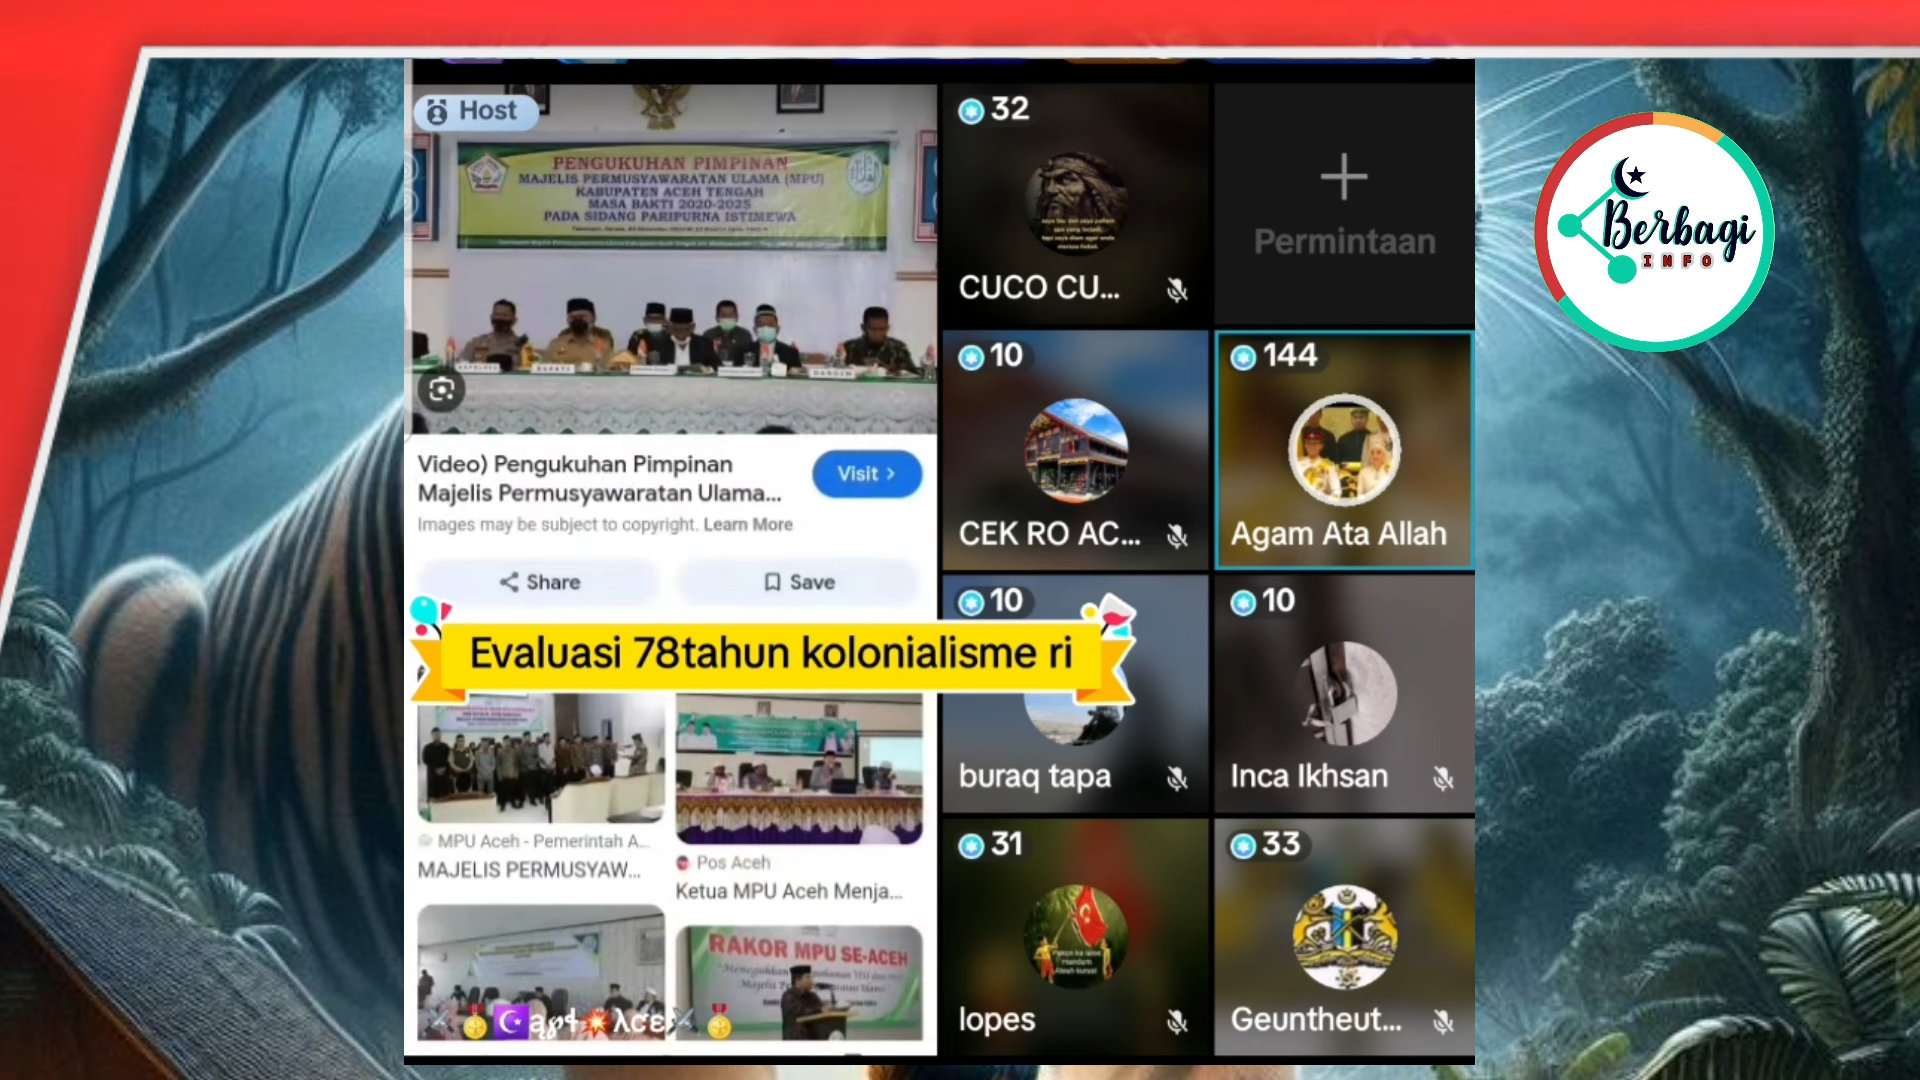 Host
PENGUKUHAN PIMPINAN
MAJELIS PERMUSYAWARATAN ULAMA (MPU)
KABUPATEN ACEH TENGAH
MASA BAKTI 2020-2025
PADA SIDANG PARIPURNA ISTIMEWA
BUPATI
DANDIM
Video) Pengukuhan Pimpinan
Majelis Permusyawaratan Ulama...
Visit >
Images may be subject to copyright. Learn More
Share
Save
Evaluasi 78tahun kolonialisme ri
MPU Aceh - Pemerintah A...
MAJELIS PERMUSYAW...
Pos Aceh
Ketua MPU Aceh Menja...
RAKOR MPU SE-ACEH
32
CUCO CU...
Permintaan
10
CEK RO AC...
144
Agam Ata Allah
10
buraq tapa
10
Inca Ikhsan
31
lopes
33
Geuntheut...
Berbagi
INFO